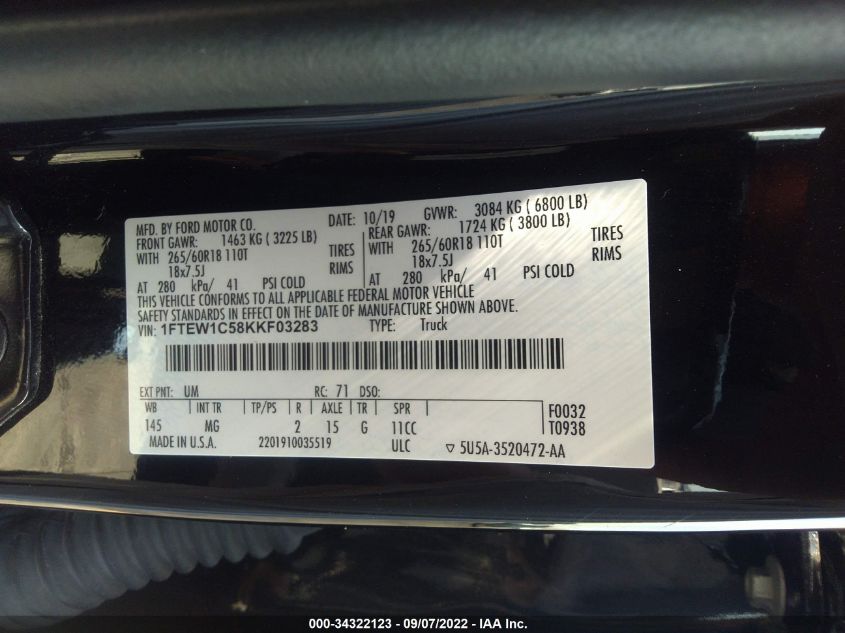 MFD. BY FORD MOTOR CO. DATE: 10/19 GVWR: 3084 KG ( 6800 LB)
FRONT GAWR: 1463 KG ( 3225 LB) REAR GAWR: 1724 KG ( 3800 LB)
WITH 265/60R18 110T TIRES WITH 265/60R18 110T TIRES
18x7.5J RIMS 18x7.5J RIMS
AT 280 kPa/ 41 PSI COLD AT 280 kPa/ 41 PSI COLD
THIS VEHICLE CONFORMS TO ALL APPLICABLE FEDERAL MOTOR VEHICLE
SAFETY STANDARDS IN EFFECT ON THE DATE OF MANUFACTURE SHOWN ABOVE.
VIN: 1FTEW1C58KKF03283 TYPE: Truck
EXT PNT: UM RC: 71 DSO:
WB INT TR TP/PS R AXLE TR SPR F0032
145 MG 2 15 G 11CC T0938
MADE IN U.S.A. 2201910035519 ULC ▽ 5U5A-3520472-AA
000-34322123 - 09/07/2022 - IAA Inc.